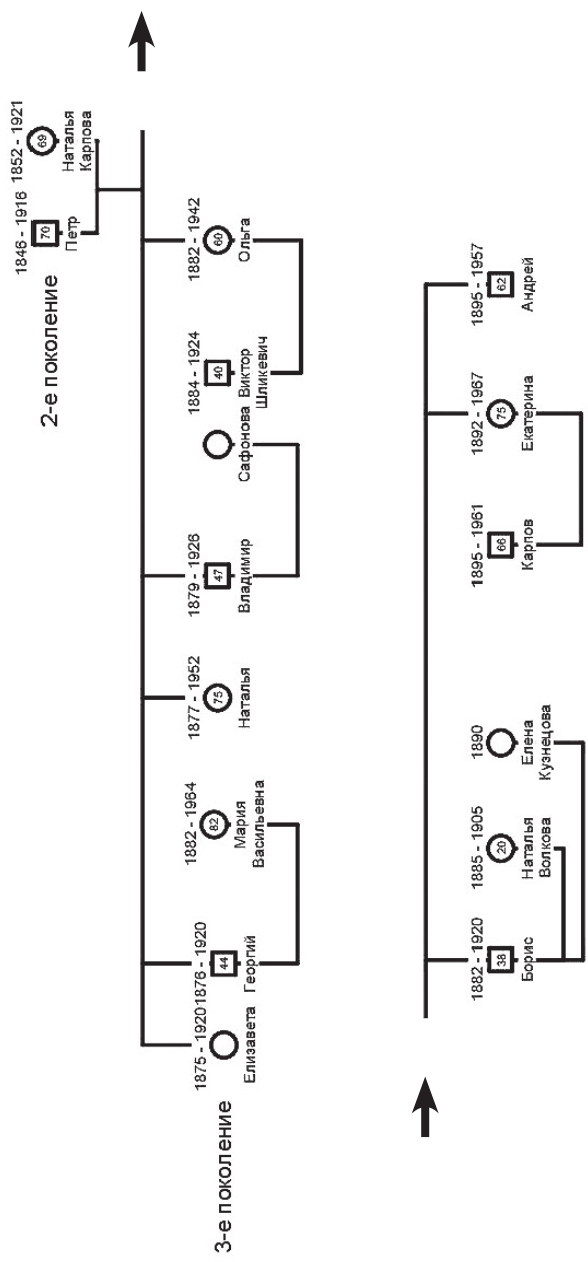 2-е поколение
1846 - 1916
70
Петр
1852 - 1921
69
Наталья
Карпова
3-е поколение
1875 - 1920
Елизавета
1876 - 1920
44
Георгий
1882 - 1964
82
Мария
Васильевна
1877 - 1952
75
Наталья
1879 - 1926
47
Владимир
Сафонова
1884 - 1924
40
Виктор
Шликевич
1882 - 1942
60
Ольга
1882 - 1920
38
Борис
1885 - 1905
20
Наталья
Волкова
1890
Елена
Кузнецова
1895 - 1961
66
Карпов
1892 - 1967
75
Екатерина
1895 - 1957
62
Андрей